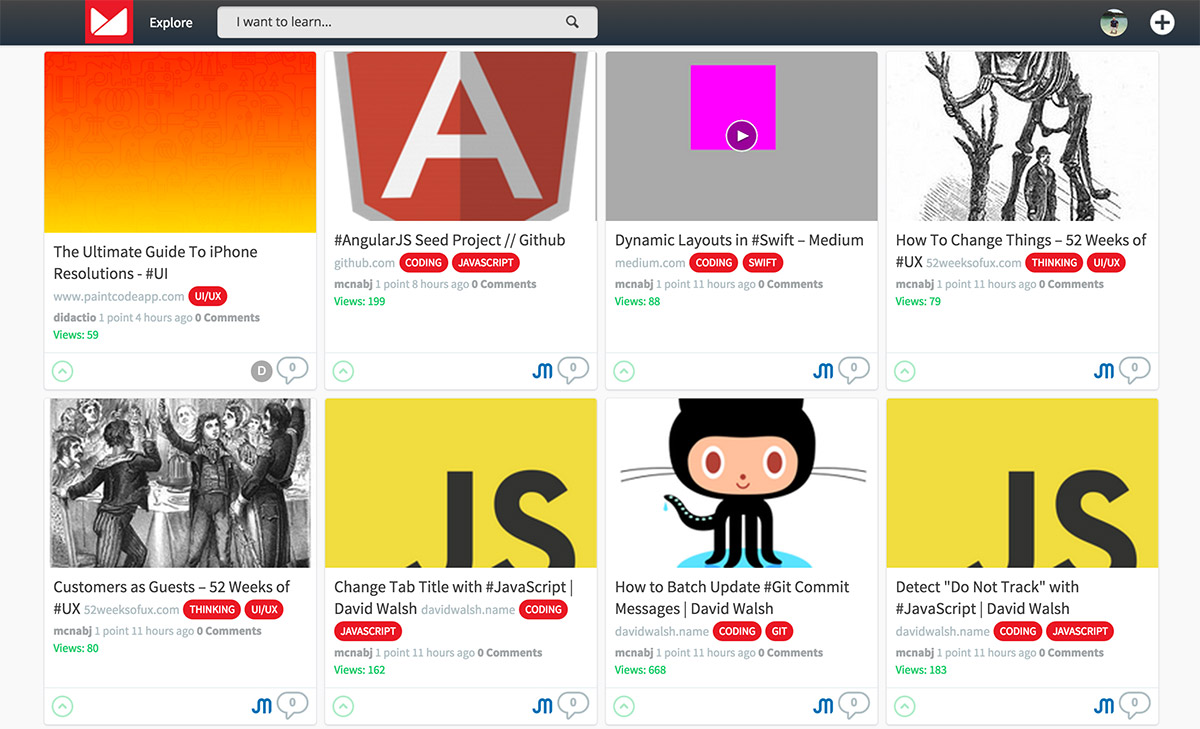 Explore
I want to learn...
The Ultimate Guide To iPhone
Resolutions - #UI
www.paintcodeapp.com UI/UX
didactio 1 point 4 hours ago 0 Comments
Views: 59
D 0
A
#AngularJS Seed Project // Github
github.com CODING JAVASCRIPT
mcnabj 1 point 8 hours ago 0 Comments
Views: 199
JM 0
Dynamic Layouts in #Swift – Medium
medium.com CODING SWIFT
mcnabj 1 point 11 hours ago 0 Comments
Views: 88
JM 0
How To Change Things – 52 Weeks of
#UX 52weeksofux.com THINKING UI/UX
mcnabj 1 point 11 hours ago 0 Comments
Views: 79
JM 0
Customers as Guests – 52 Weeks of
#UX 52weeksofux.com THINKING UI/UX
mcnabj 1 point 11 hours ago 0 Comments
Views: 80
JM 0
JS
Change Tab Title with #JavaScript |
David Walsh davidwalsh.name CODING
JAVASCRIPT
mcnabj 1 point 11 hours ago 0 Comments
Views: 162
JM 0
How to Batch Update #Git Commit
Messages | David Walsh
davidwalsh.name CODING GIT
mcnabj 1 point 11 hours ago 0 Comments
Views: 668
JM 0
JS
Detect "Do Not Track" with
#JavaScript | David Walsh
davidwalsh.name CODING JAVASCRIPT
mcnabj 1 point 11 hours ago 0 Comments
Views: 183
JM 0